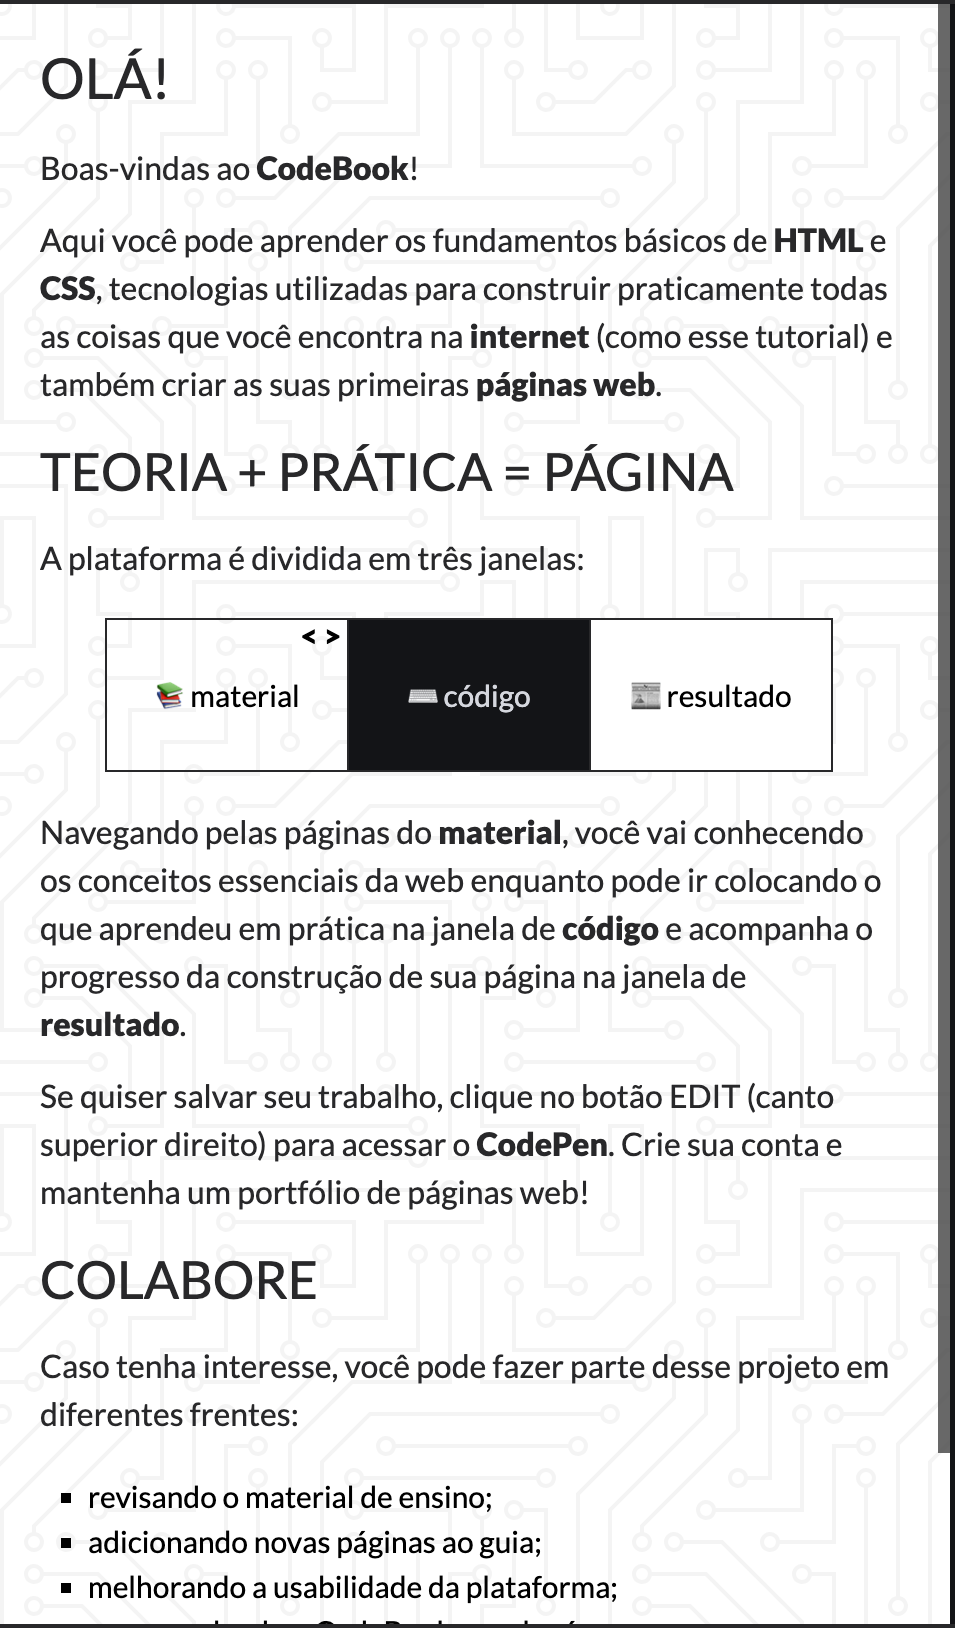 OLÁ!
Boas-vindas ao CodeBook!
Aqui você pode aprender os fundamentos básicos de HTML e
CSS, tecnologias utilizadas para construir praticamente todas
as coisas que você encontra na internet (como esse tutorial) e
também criar as suas primeiras páginas web.
TEORIA + PRÁTICA = PÁGINA
A plataforma é dividida em três janelas:
< >
material
código
resultado
Navegando pelas páginas do material, você vai conhecendo
os conceitos essenciais da web enquanto pode ir colocando o
que aprendeu em prática na janela de código e acompanha o
progresso da construção de sua página na janela de
resultado.
Se quiser salvar seu trabalho, clique no botão EDIT (canto
superior direito) para acessar o CodePen. Crie sua conta e
mantenha um portfólio de páginas web!
COLABORE
Caso tenha interesse, você pode fazer parte desse projeto em
diferentes frentes:
▪ revisando o material de ensino;
▪ adicionando novas páginas ao guia;
▪ melhorando a usabilidade da plataforma;